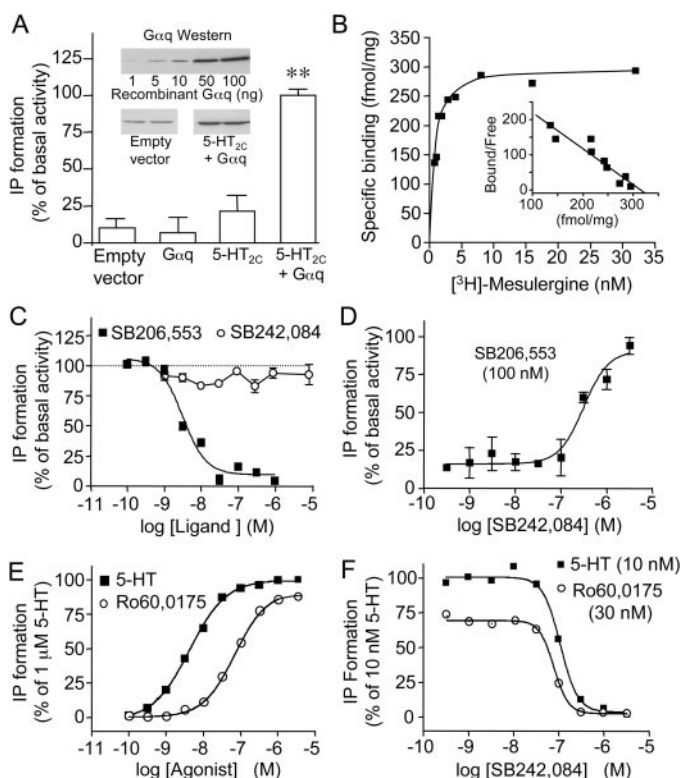 A
Gαq Western
1 5 10 50 100
Recombinant Gαq (ng)
Empty vector
5-HT2C + Gαq
**
IP formation
(% of basal activity)
125
100
75
50
25
0
Empty vector
Gαq
5-HT2C
5-HT2C + Gαq
B
Specific binding (fmol/mg)
350
300
250
200
150
100
50
0
0 5 10 15 20 25 30 35
[³H]-Mesulergine (nM)
Bound/Free
200
100
0
100 200 300
(fmol/mg)
C
SB206,553 SB242,084
IP formation
(% of basal activity)
125
100
75
50
25
0
-11 -10 -9 -8 -7 -6 -5
log [Ligand ] (M)
D
SB206,553
(100 nM)
IP formation
(% of basal activity)
100
75
50
25
0
-10 -9 -8 -7 -6 -5
log [SB242,084] (M)
E
5-HT
Ro60,0175
IP formation
(% of 1 μM 5-HT)
100
75
50
25
0
-11 -10 -9 -8 -7 -6 -5
log [Agonist] (M)
F
5-HT (10 nM)
Ro60,0175
(30 nM)
IP Formation
(% of 10 nM 5-HT)
100
75
50
25
0
-10 -9 -8 -7 -6 -5
log [SB242,084] (M)